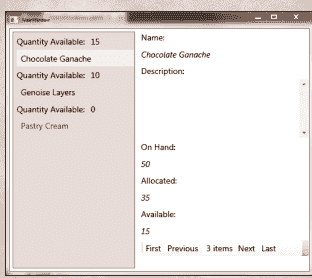 Quantity Available: 15
Chocolate Ganache
Quantity Available: 10
Genoise Layers
Quantity Available: 0
Pastry Cream
Name:
Chocolate Ganache
Description:
On Hand:
50
Allocated:
35
Available:
15
First Previous 3 items Next Last